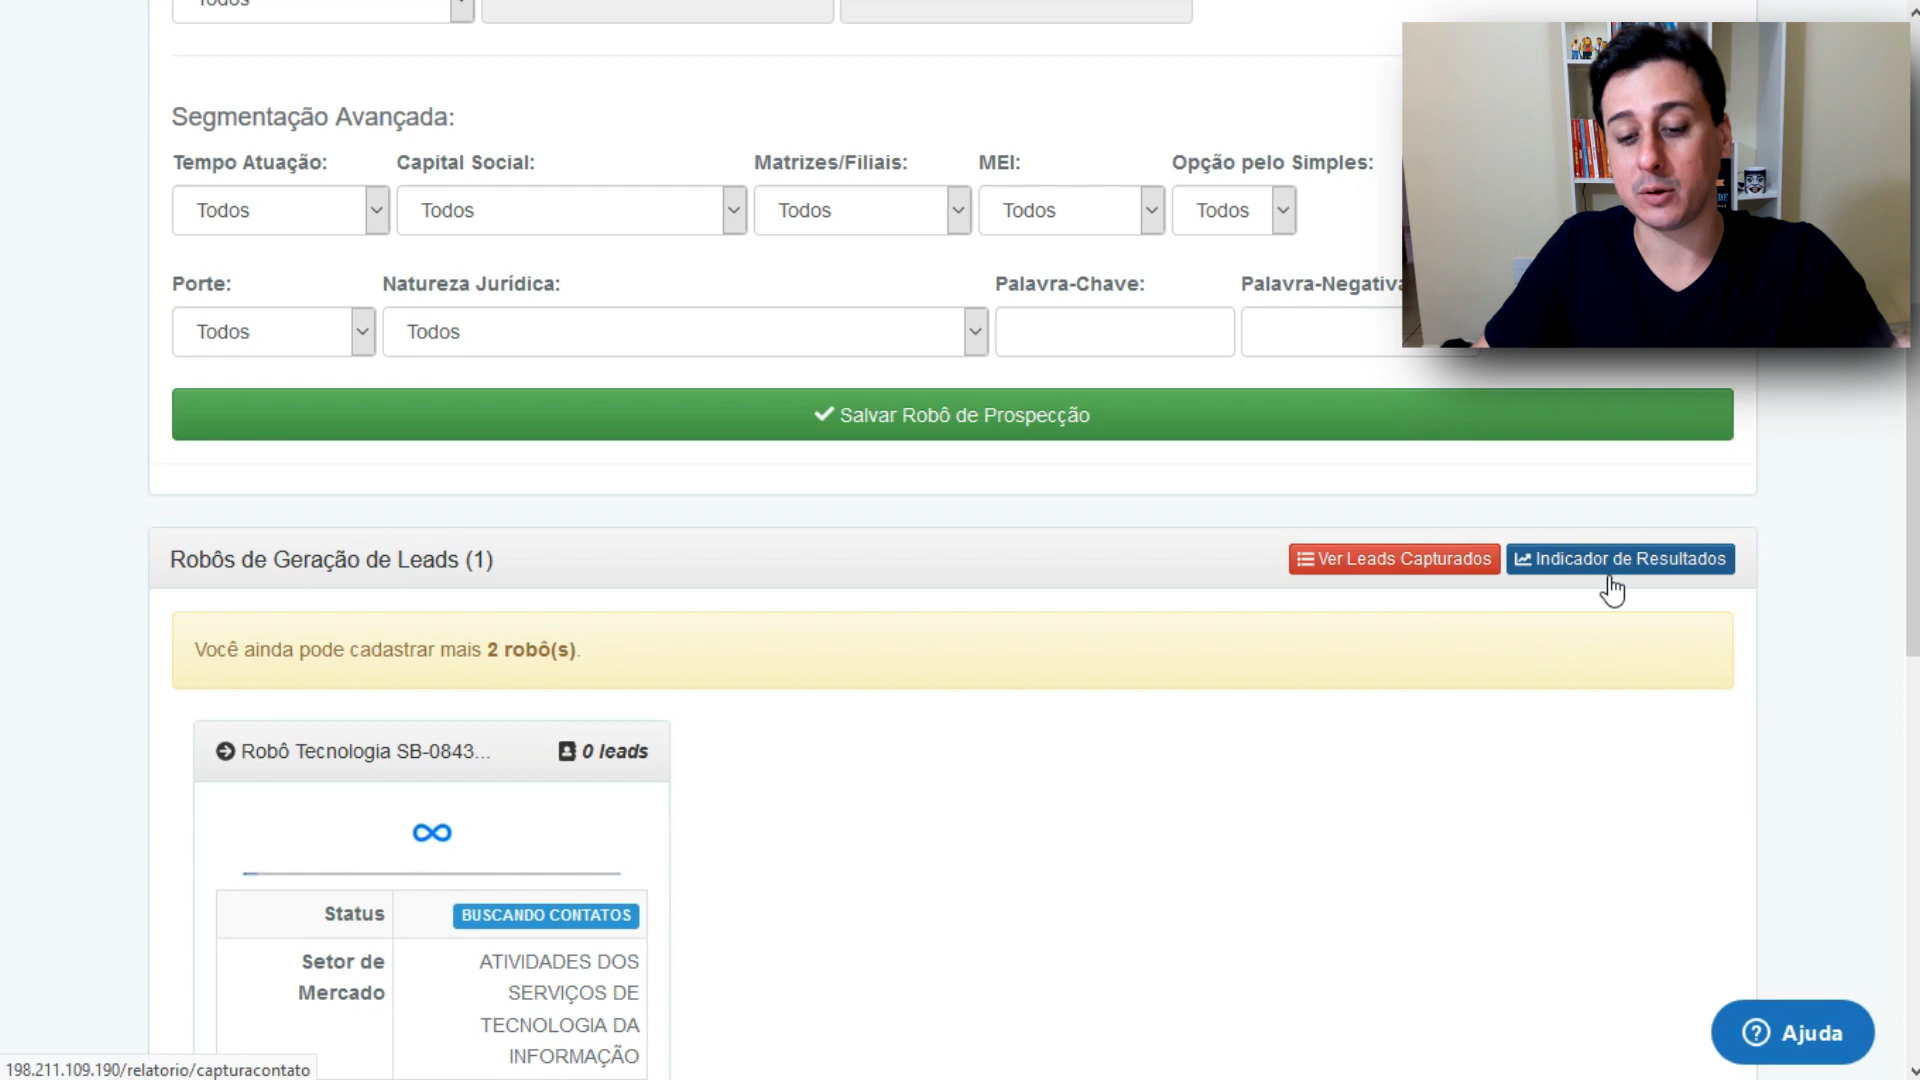 Todos
Segmentação Avançada:
Tempo Atuação: Capital Social: Matrizes/Filiais: MEI: Opção pelo Simples:
Todos Todos Todos Todos Todos
Porte: Natureza Jurídica: Palavra-Chave: Palavra-Negativa
Todos Todos
Salvar Robô de Prospecção
Robôs de Geração de Leads (1) Ver Leads Capturados Indicador de Resultados
Você ainda pode cadastrar mais 2 robô(s).
Robô Tecnologia SB-0843... 0 leads
Status BUSCANDO CONTATOS
Setor de Mercado ATIVIDADES DOS
SERVIÇOS DE
TECNOLOGIA DA
INFORMAÇÃO
Ajuda
198.211.109.190/relatorio/capturacontato